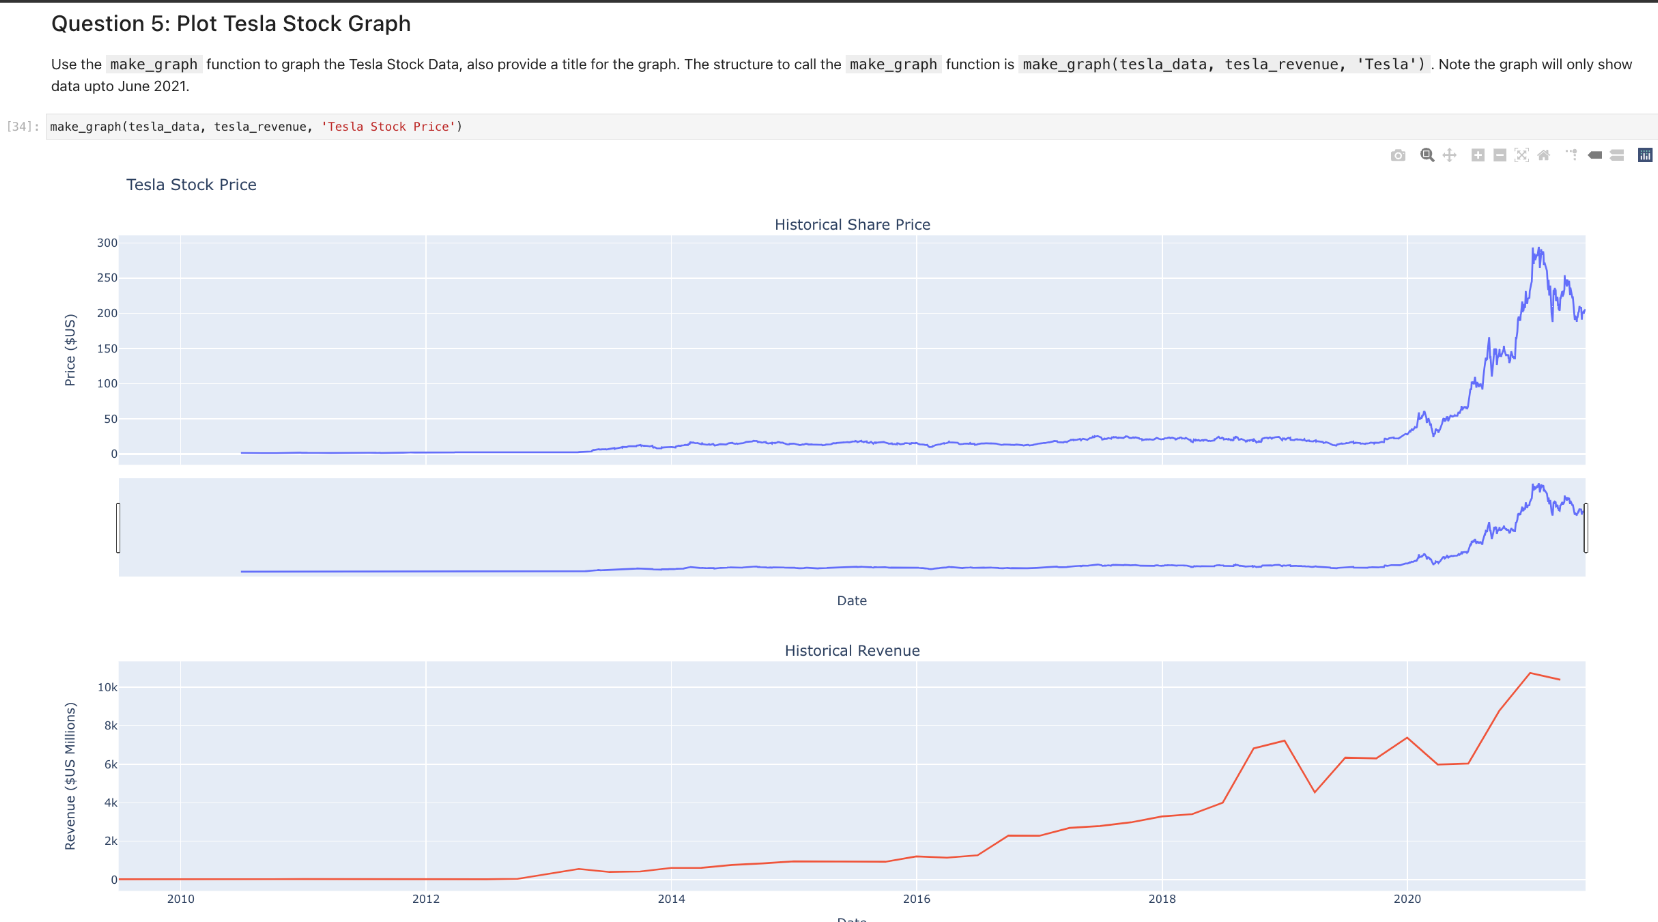 Question 5: Plot Tesla Stock Graph
Use the make_graph function to graph the Tesla Stock Data, also provide a title for the graph. The structure to call the make_graph function is make_graph(tesla_data, tesla_revenue, 'Tesla'). Note the graph will only show
data upto June 2021.
[34]: make_graph(tesla_data, tesla_revenue, 'Tesla Stock Price')
Tesla Stock Price
Historical Share Price
300
250
200
150
100
50
0
Price ($US)
Date
Historical Revenue
10k
8k
6k
4k
2k
0
Revenue ($US Millions)
2010 2012 2014 2016 2018 2020
Date